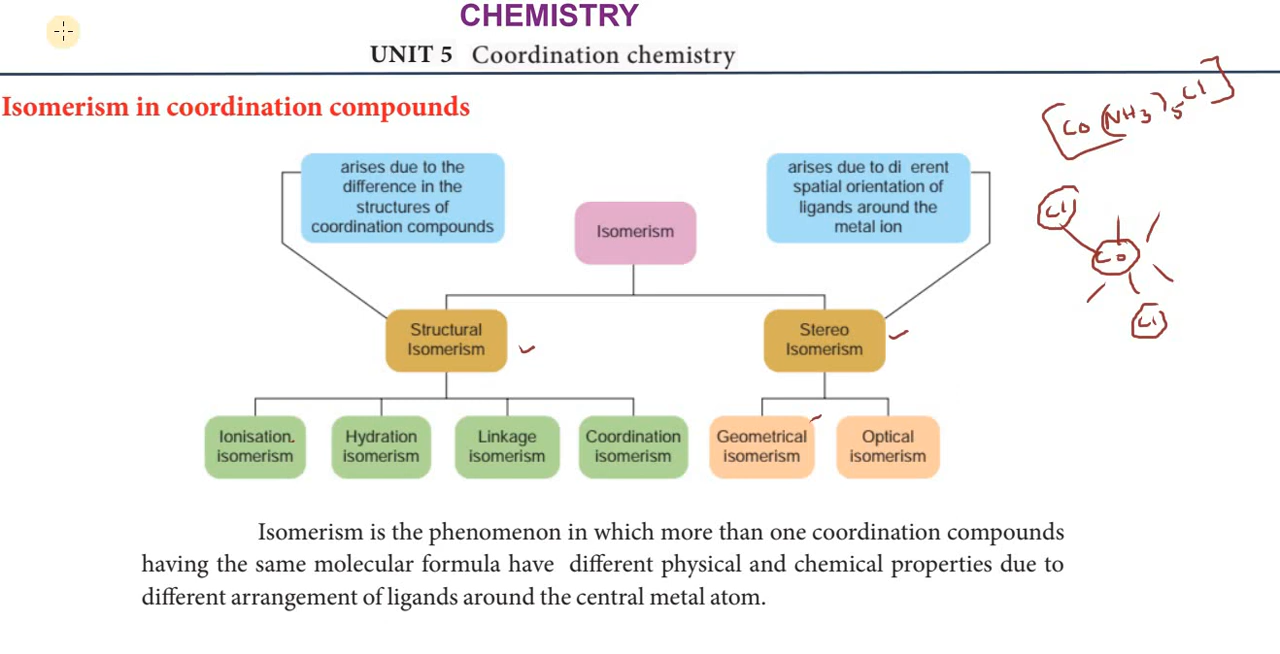 CHEMISTRY
UNIT 5 Coordination chemistry
Isomerism in coordination compounds
[Co(NH3)5Cl]
arises due to the
difference in the
structures of
coordination compounds
arises due to di erent
spatial orientation of
ligands around the
metal ion
Isomerism
Cl
Co
Cl
Structural
Isomerism
Stereo
Isomerism
Ionisation
isomerism
Hydration
isomerism
Linkage
isomerism
Coordination
isomerism
Geometrical
isomerism
Optical
isomerism
Isomerism is the phenomenon in which more than one coordination compounds
having the same molecular formula have different physical and chemical properties due to
different arrangement of ligands around the central metal atom.